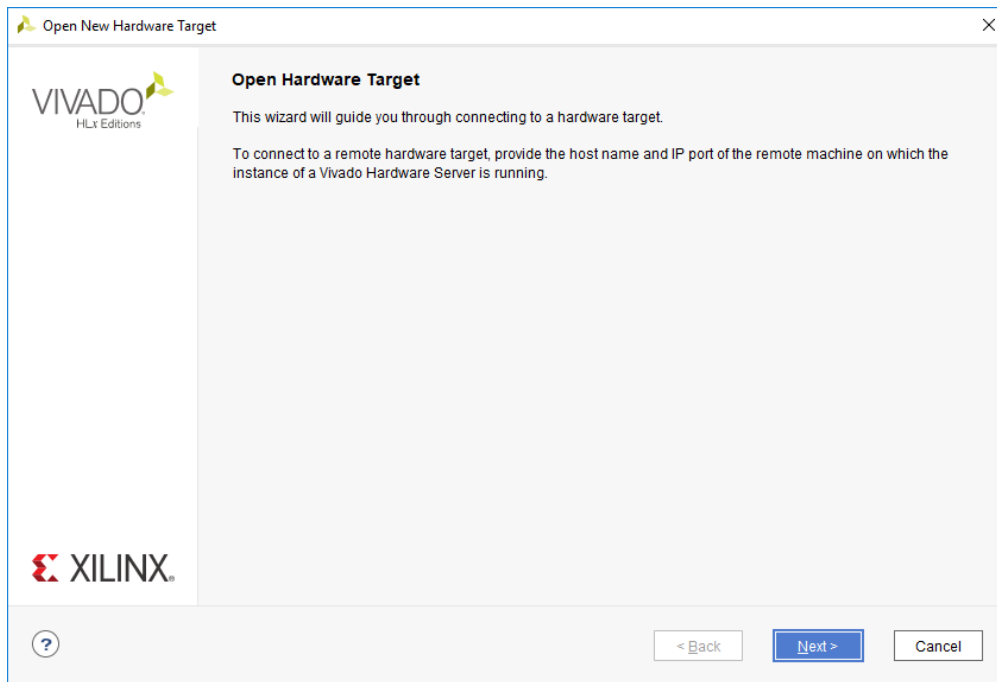 Open New Hardware Target
VIVADO.
HLx Editions
Open Hardware Target
This wizard will guide you through connecting to a hardware target.
To connect to a remote hardware target, provide the host name and IP port of the remote machine on which the
instance of a Vivado Hardware Server is running.
XILINX.
?
< Back
Next >
Cancel